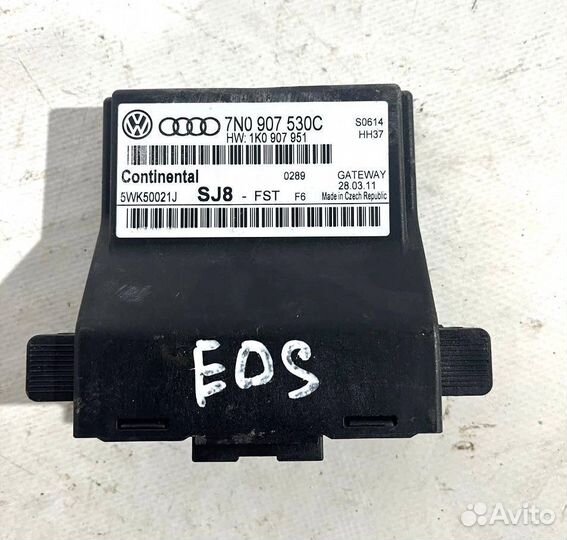 7N0 907 530C
HW: 1K0 907 951
S0614
HH37
Continental
0289
GATEWAY
28.03.11
5WK50021J
SJ8 - FST F6
Made in Czech Republic
EOS
Avito